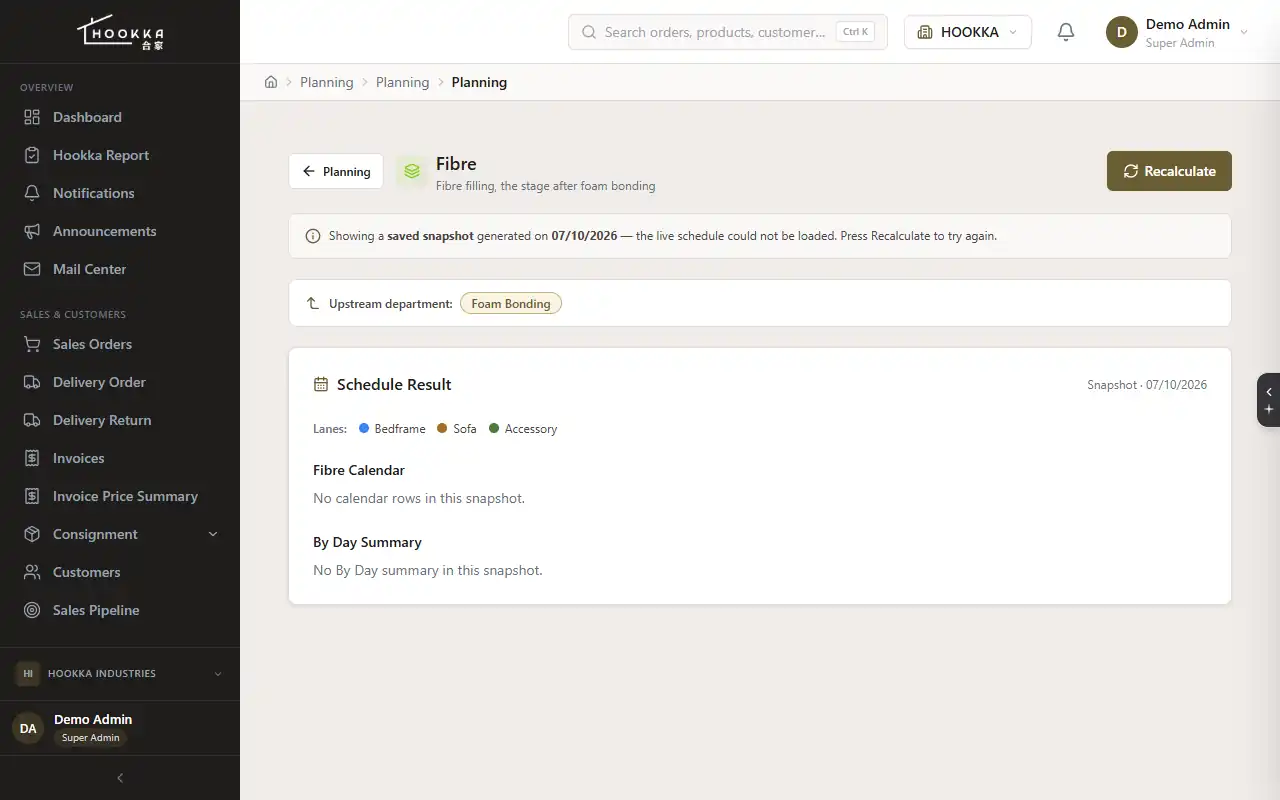 HOOKKA
合家
Search orders, products, customer...
Ctrl K
HOOKKA
D
Demo Admin
Super Admin
OVERVIEW
Dashboard
Hookka Report
Notifications
Announcements
Mail Center
SALES & CUSTOMERS
Sales Orders
Delivery Order
Delivery Return
Invoices
Invoice Price Summary
Consignment
Customers
Sales Pipeline
HI
HOOKKA INDUSTRIES
DA
Demo Admin
Super Admin
Planning
Planning
Planning
Planning
Fibre
Fibre filling, the stage after foam bonding
Recalculate
Showing a saved snapshot generated on 07/10/2026 — the live schedule could not be loaded. Press Recalculate to try again.
Upstream department:
Foam Bonding
Schedule Result
Snapshot · 07/10/2026
Lanes:
Bedframe
Sofa
Accessory
Fibre Calendar
No calendar rows in this snapshot.
By Day Summary
No By Day summary in this snapshot.